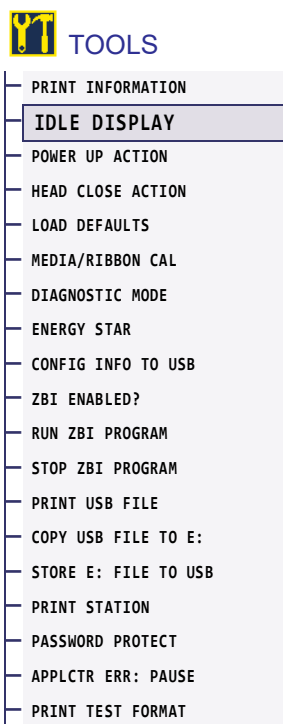 TOOLS
PRINT INFORMATION
IDLE DISPLAY
POWER UP ACTION
HEAD CLOSE ACTION
LOAD DEFAULTS
MEDIA/RIBBON CAL
DIAGNOSTIC MODE
ENERGY STAR
CONFIG INFO TO USB
ZBI ENABLED?
RUN ZBI PROGRAM
STOP ZBI PROGRAM
PRINT USB FILE
COPY USB FILE TO E:
STORE E: FILE TO USB
PRINT STATION
PASSWORD PROTECT
APPLCTR ERR: PAUSE
PRINT TEST FORMAT